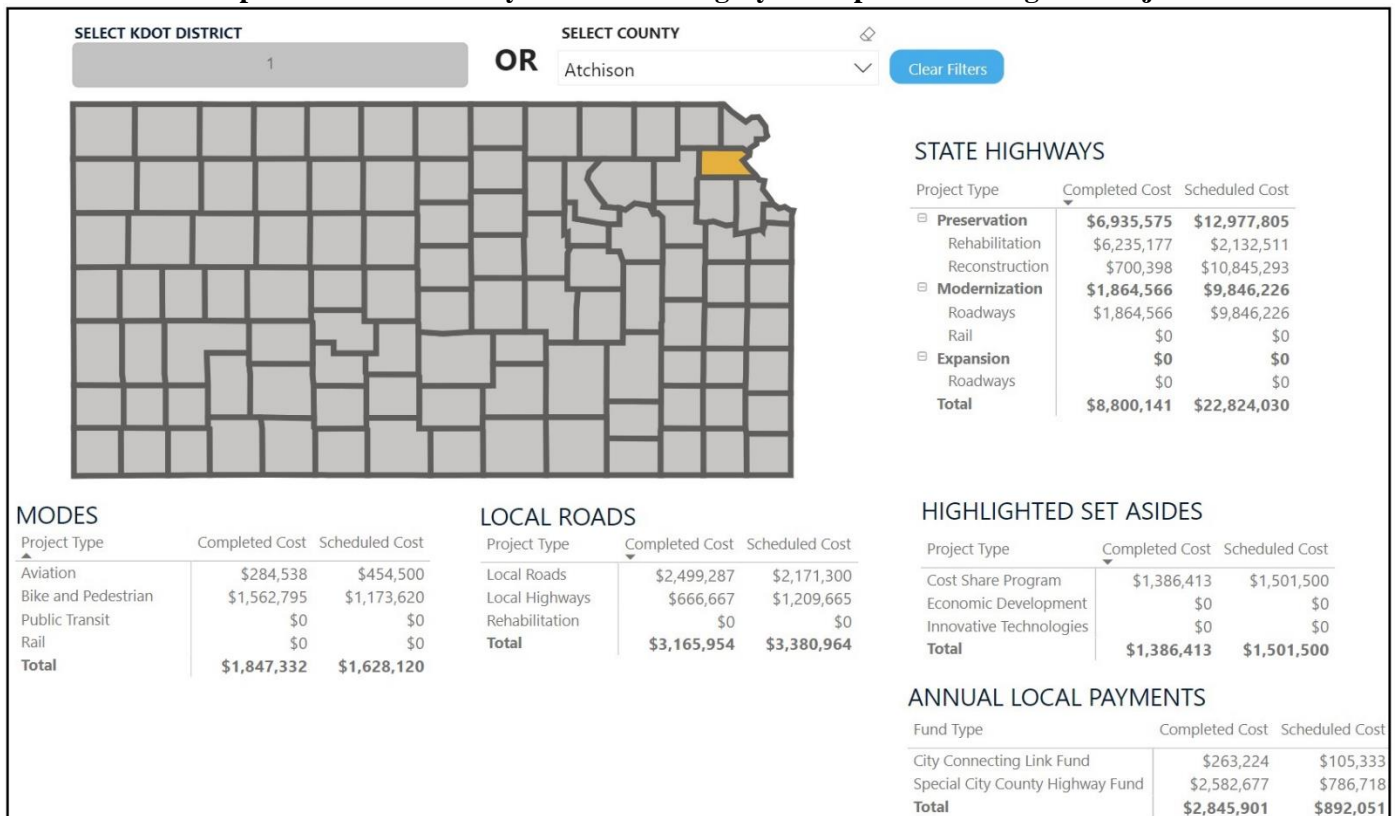 SELECT KDOT DISTRICT
1
OR
SELECT COUNTY
Atchison
Clear Filters
STATE HIGHWAYS
Project Type Completed Cost Scheduled Cost
Preservation $6,935,575 $12,977,805
Rehabilitation $6,235,177 $2,132,511
Reconstruction $700,398 $10,845,293
Modernization $1,864,566 $9,846,226
Roadways $1,864,566 $9,846,226
Rail $0 $0
Expansion $0 $0
Roadways $0 $0
Total $8,800,141 $22,824,030
MODES
Project Type Completed Cost Scheduled Cost
Aviation $284,538 $454,500
Bike and Pedestrian $1,562,795 $1,173,620
Public Transit $0 $0
Rail $0 $0
Total $1,847,332 $1,628,120
LOCAL ROADS
Project Type Completed Cost Scheduled Cost
Local Roads $2,499,287 $2,171,300
Local Highways $666,667 $1,209,665
Rehabilitation $0 $0
Total $3,165,954 $3,380,964
HIGHLIGHTED SET ASIDES
Project Type Completed Cost Scheduled Cost
Cost Share Program $1,386,413 $1,501,500
Economic Development $0 $0
Innovative Technologies $0 $0
Total $1,386,413 $1,501,500
ANNUAL LOCAL PAYMENTS
Fund Type Completed Cost Scheduled Cost
City Connecting Link Fund $263,224 $105,333
Special City County Highway Fund $2,582,677 $786,718
Total $2,845,901 $892,051